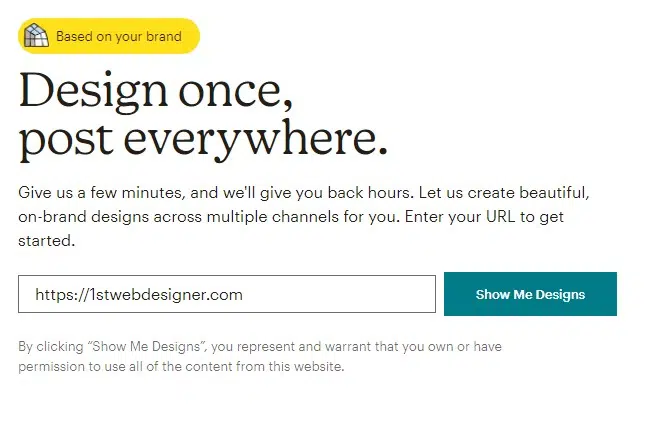 Based on your brand
Design once,
post everywhere.
Give us a few minutes, and we'll give you back hours. Let us create beautiful,
on-brand designs across multiple channels for you. Enter your URL to get
started.
https://1stwebdesigner.com
Show Me Designs
By clicking “Show Me Designs”, you represent and warrant that you own or have
permission to use all of the content from this website.